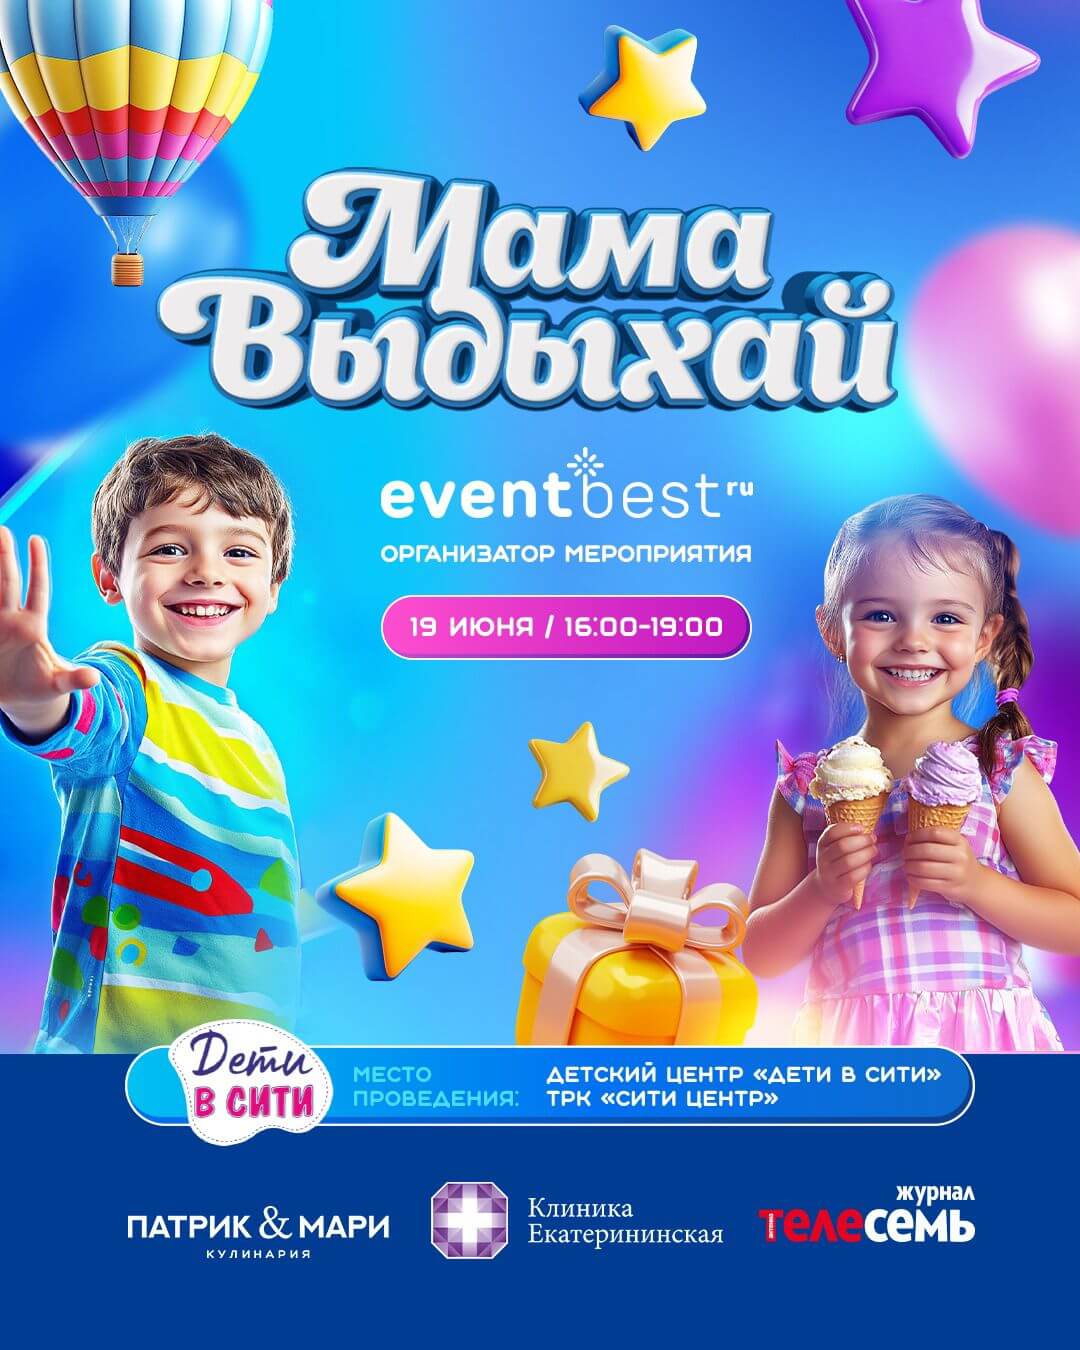 Мама
Выдыхай
eventbest ru
ОРГАНИЗАТОР МЕРОПРИЯТИЯ
19 ИЮНЯ / 16:00-19:00
Дети
В СИТИ
МЕСТО
ПРОВЕДЕНИЯ:
ДЕТСКИЙ ЦЕНТР «ДЕТИ В СИТИ»
ТРК «СИТИ ЦЕНТР»
ПАТРИК & МАРИ
КУЛИНАРИЯ
Клиника
Екатерининская
журнал
телесемь